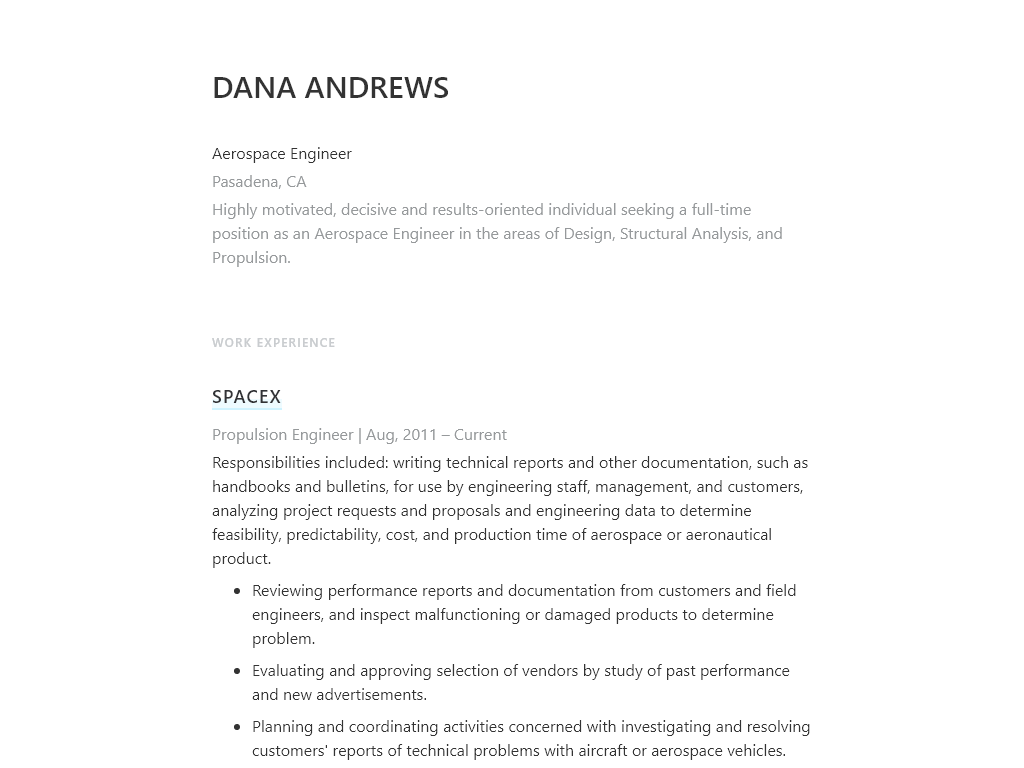 DANA ANDREWS
Aerospace Engineer
Pasadena, CA
Highly motivated, decisive and results-oriented individual seeking a full-time
position as an Aerospace Engineer in the areas of Design, Structural Analysis, and
Propulsion.
WORK EXPERIENCE
SPACEX
Propulsion Engineer | Aug, 2011 – Current
Responsibilities included: writing technical reports and other documentation, such as
handbooks and bulletins, for use by engineering staff, management, and customers,
analyzing project requests and proposals and engineering data to determine
feasibility, predictability, cost, and production time of aerospace or aeronautical
product.
• Reviewing performance reports and documentation from customers and field
engineers, and inspect malfunctioning or damaged products to determine
problem.
• Evaluating and approving selection of vendors by study of past performance
and new advertisements.
• Planning and coordinating activities concerned with investigating and resolving
customers' reports of technical problems with aircraft or aerospace vehicles.